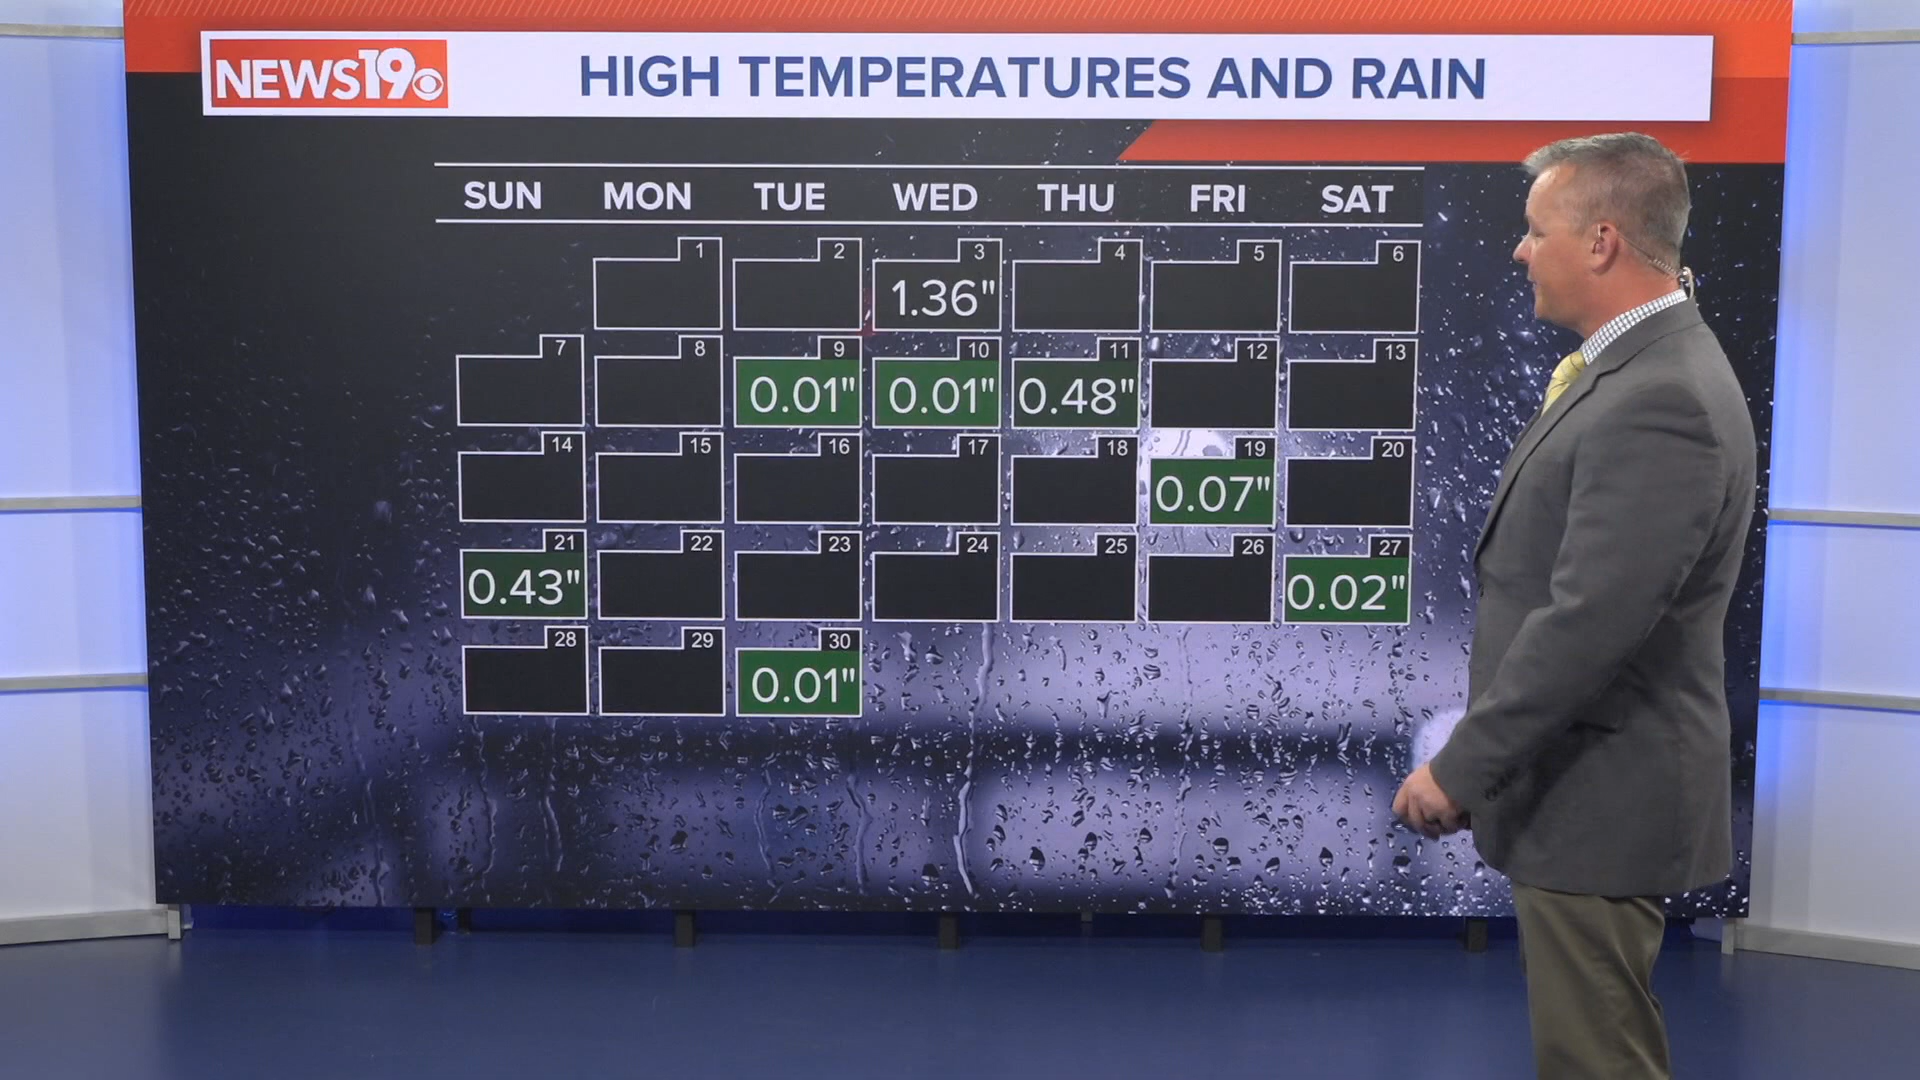 NEWS19
HIGH TEMPERATURES AND RAIN
SUN MON TUE WED THU FRI SAT
1 2 3 4 5 6
1.36"
7 8 9 10 11 12 13
0.01" 0.01" 0.48"
14 15 16 17 18 19 20
0.07"
21 22 23 24 25 26 27
0.43" 0.02"
28 29 30
0.01"